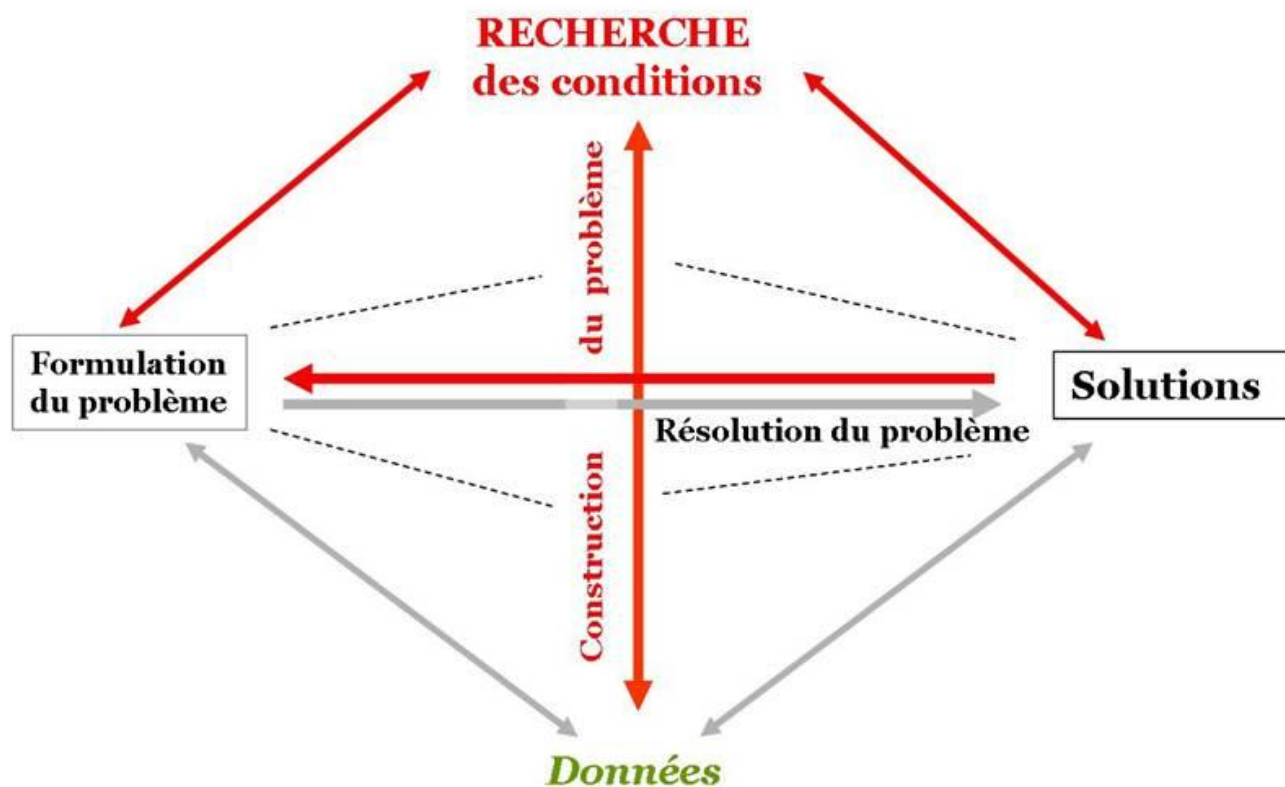 RECHERCHE
des conditions
Construction du problème
Formulation
du problème
Solutions
Résolution du problème
Données